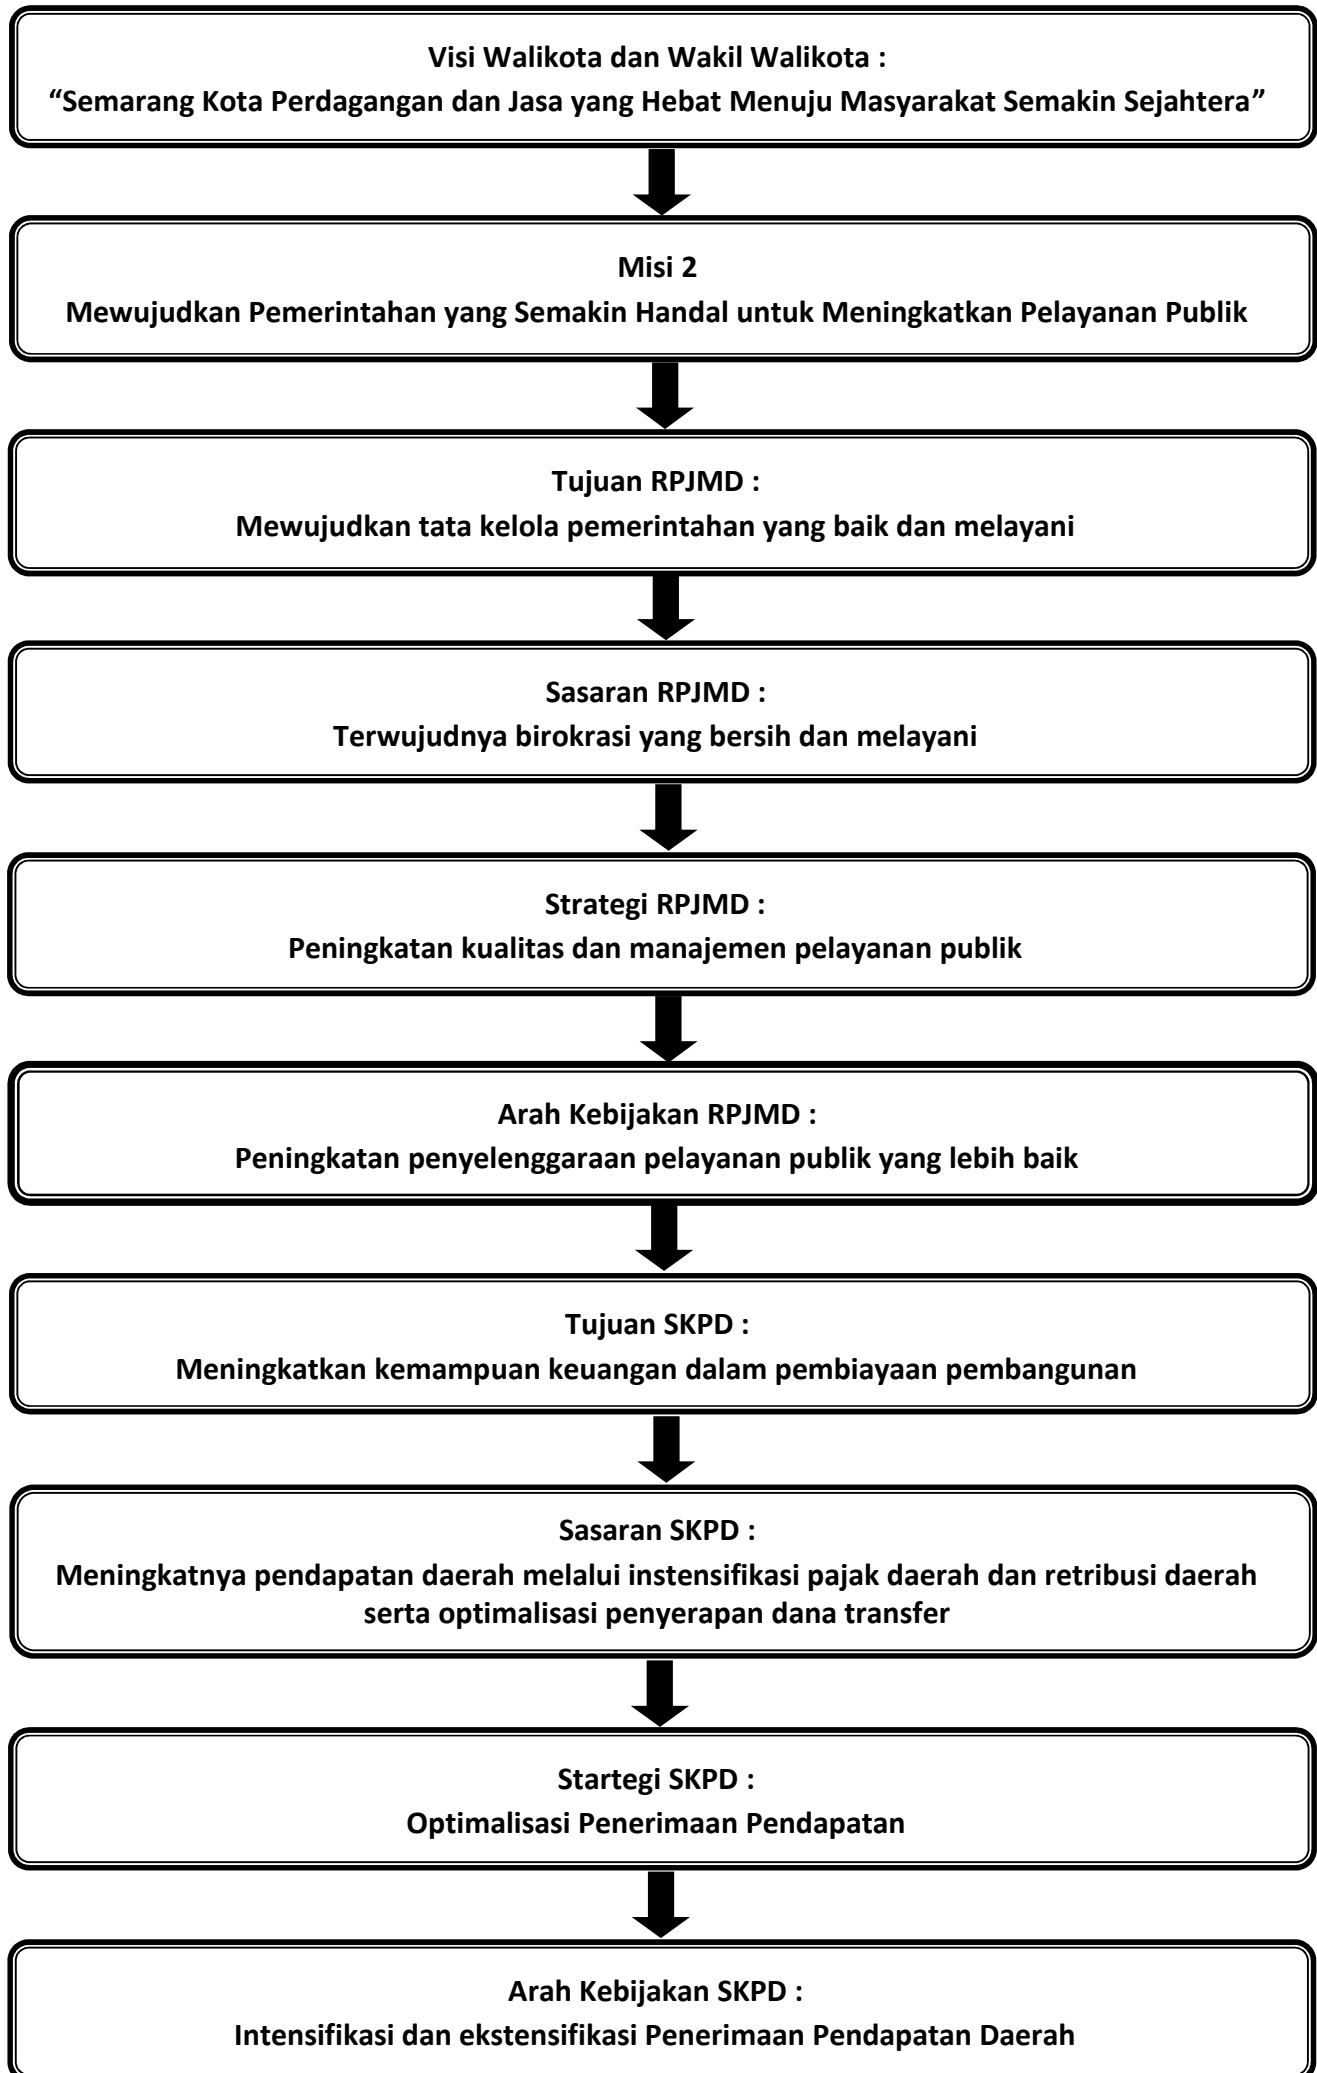 Visi Walikota dan Wakil Walikota :
“Semarang Kota Perdagangan dan Jasa yang Hebat Menuju Masyarakat Semakin Sejahtera”
Misi 2
Mewujudkan Pemerintahan yang Semakin Handal untuk Meningkatkan Pelayanan Publik
Tujuan RPJMD :
Mewujudkan tata kelola pemerintahan yang baik dan melayani
Sasaran RPJMD :
Terwujudnya birokrasi yang bersih dan melayani
Strategi RPJMD :
Peningkatan kualitas dan manajemen pelayanan publik
Arah Kebijakan RPJMD :
Peningkatan penyelenggaraan pelayanan publik yang lebih baik
Tujuan SKPD :
Meningkatkan kemampuan keuangan dalam pembiayaan pembangunan
Sasaran SKPD :
Meningkatnya pendapatan daerah melalui instensifikasi pajak daerah dan retribusi daerah
serta optimalisasi penyerapan dana transfer
Startegi SKPD :
Optimalisasi Penerimaan Pendapatan
Arah Kebijakan SKPD :
Intensifikasi dan ekstensifikasi Penerimaan Pendapatan Daerah